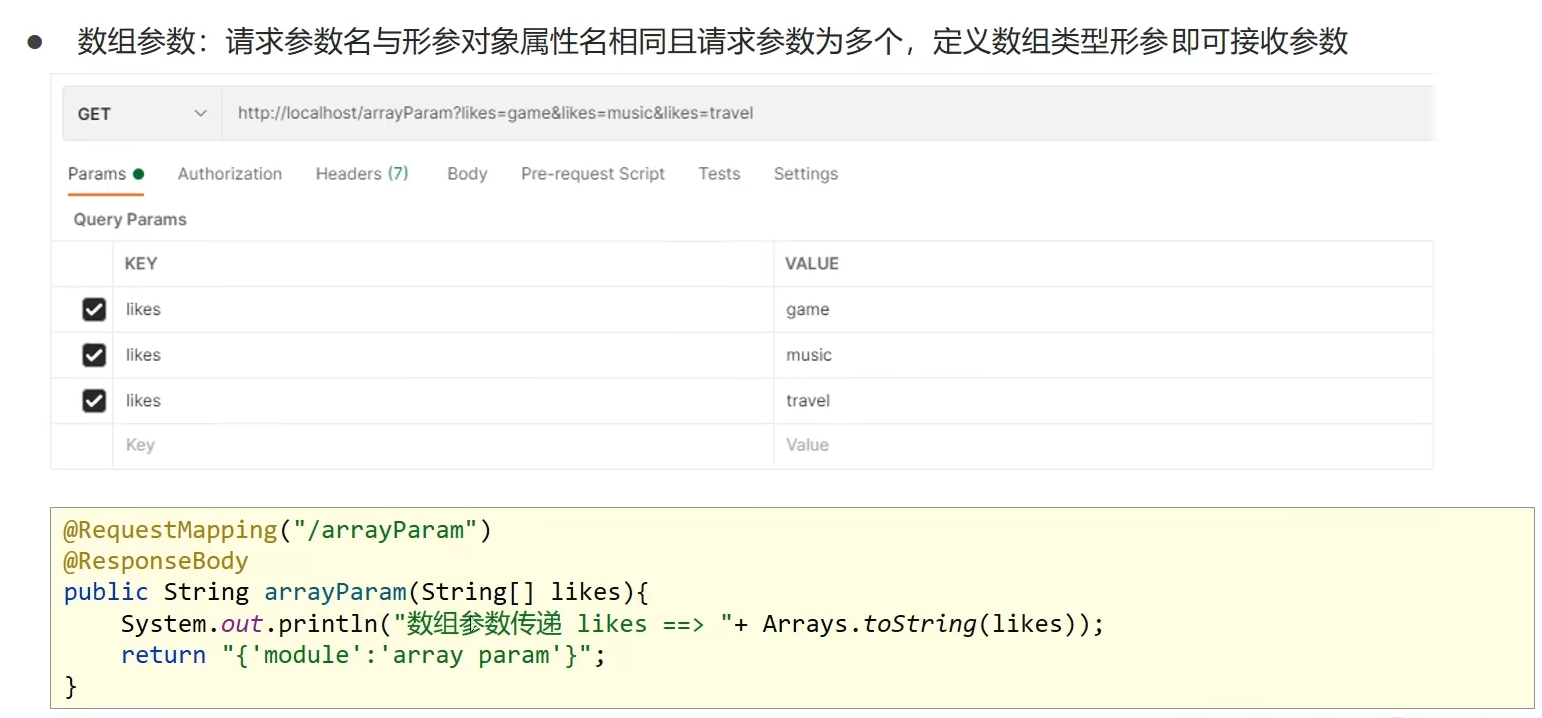 ● 数组参数：请求参数名与形参对象属性名相同且请求参数为多个，定义数组类型形参即可接收参数
GET http://localhost/arrayParam?likes=game&likes=music&likes=travel
Params Authorization Headers (7) Body Pre-request Script Tests Settings
Query Params
KEY VALUE
likes game
likes music
likes travel
Key Value
@RequestMapping("/arrayParam")
@ResponseBody
public String arrayParam(String[] likes){
    System.out.println("数组参数传递 likes ==> "+ Arrays.toString(likes));
    return "{'module':'array param'}";
}